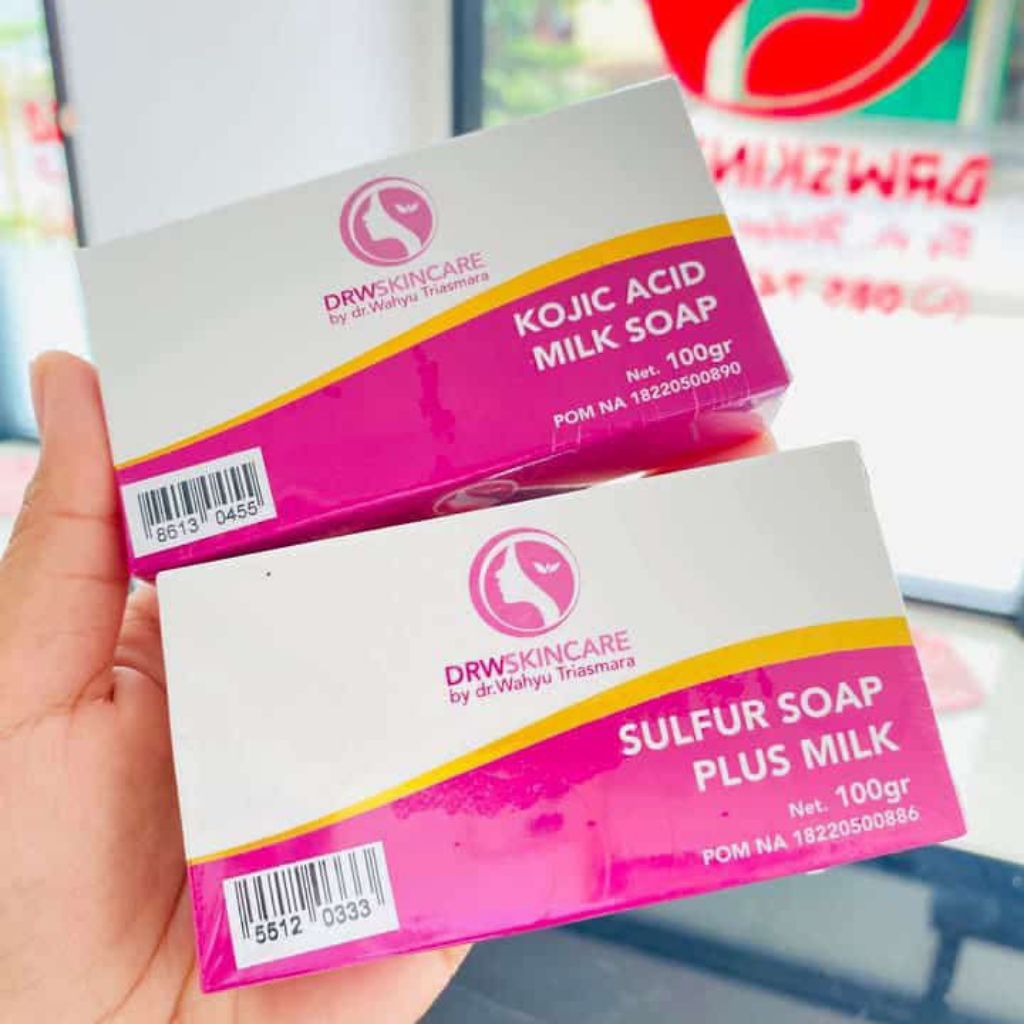 DRWSKINCARE
by dr.Wahyu Triasmara
KOJIC ACID
MILK SOAP
Net. 100gr
POM NA 18220500890
8613 0455
DRWSKINCARE
by dr.Wahyu Triasmara
SULFUR SOAP
PLUS MILK
Net. 100gr
POM NA 18220500886
5512 0333